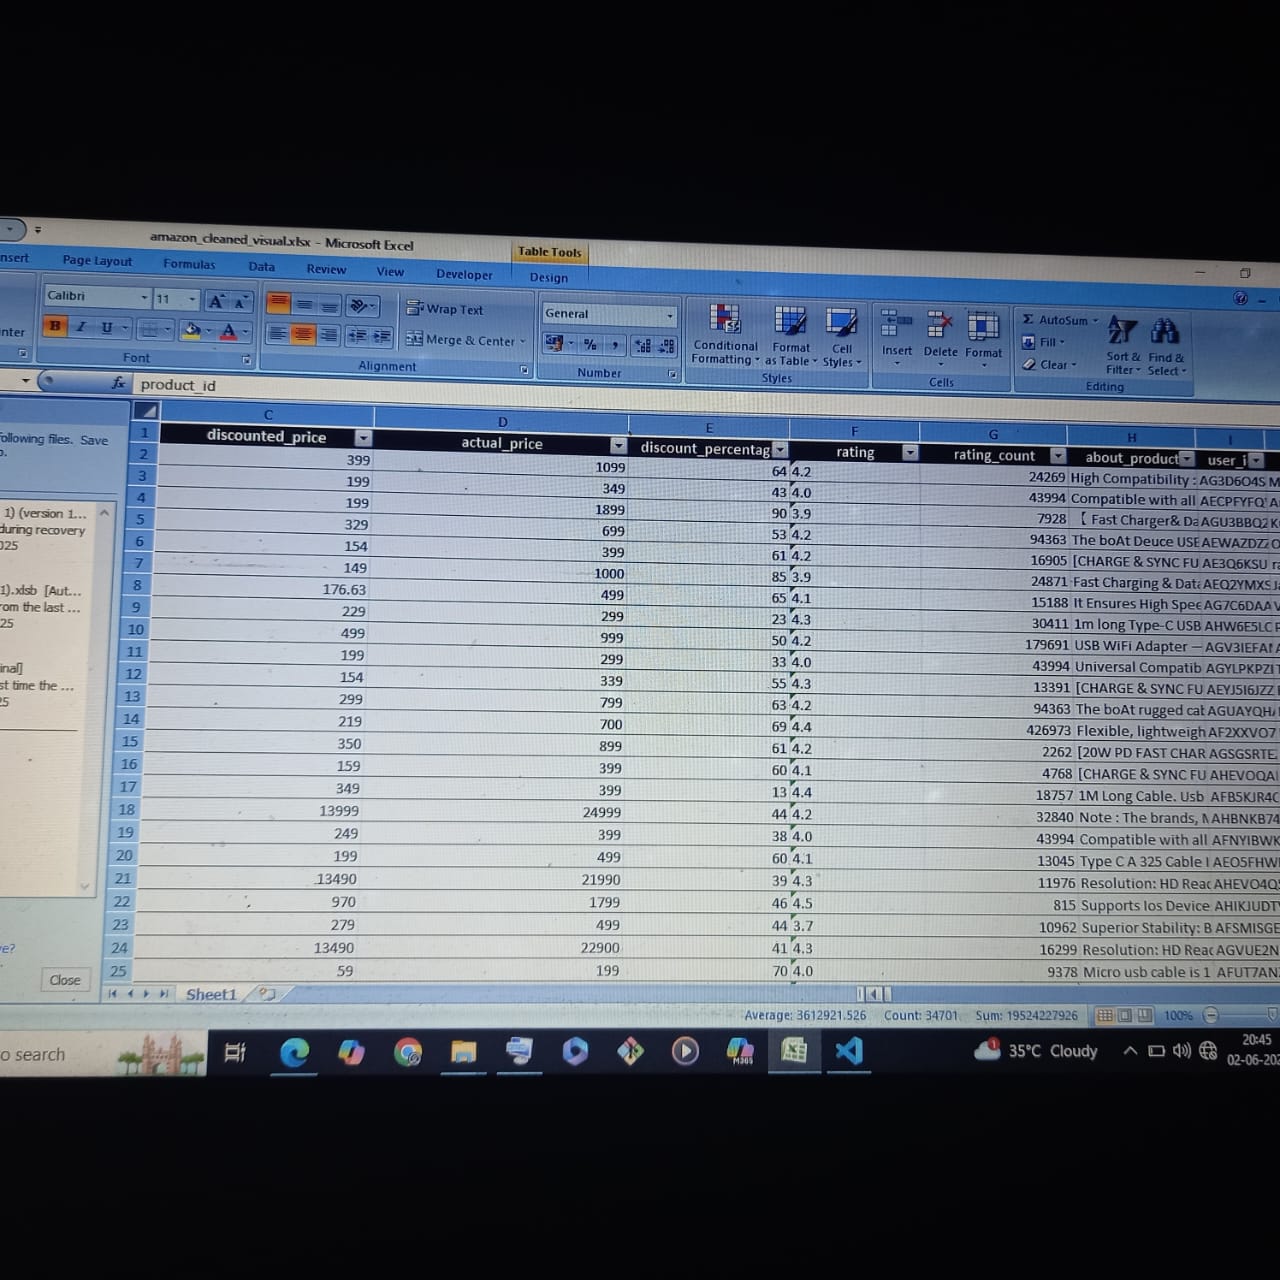 amazon_cleaned_visual.xlsx - Microsoft Excel
Table Tools
nsert Page Layout Formulas Data Review View Developer Design
Calibri 11 Wrap Text General
B I U Merge & Center % ,
Conditional Formatting Format as Table Cell Styles Insert Delete Format
Σ AutoSum Fill Clear Sort & Filter Find & Select
Font Alignment Number Styles Cells Editing
fx product_id
ollowing files. Save
1) (version 1...
during recovery
025
1).xlsb [Aut...
rom the last ...
25
inal]
st time the ...
Close
C D E F G H I
1 discounted_price actual_price discount_percentag rating rating_count about_product user_i
2 399 1099 64 4.2 24269 High Compatibility : AG3D6O4S
3 199 349 43 4.0 43994 Compatible with all AECPFYFQ
4 199 1899 90 3.9 7928 【 Fast Charger& Da AGU3BBQ2
5 329 699 53 4.2 94363 The boAt Deuce USE AEWAZDZZ
6 154 399 61 4.2 16905 [CHARGE & SYNC FU AE3Q6KSU
7 149 1000 85 3.9 24871 Fast Charging & Data AEQ2YMXS
8 176.63 499 65 4.1 15188 It Ensures High Spee AG7C6DAA
9 229 299 23 4.3 30411 1m long Type-C USB AHW6E5LC
10 499 999 50 4.2 179691 USB WiFi Adapter — AGV3IEFA
11 199 299 33 4.0 43994 Universal Compatib AGYLPKPZ
12 154 339 55 4.3 13391 [CHARGE & SYNC FU AEYJ5I6JZZ
13 299 799 63 4.2 94363 The boAt rugged cab AGUAYQH
14 219 700 69 4.4 426973 Flexible, lightweigh AF2XXVO7
15 350 899 61 4.2 2262 [20W PD FAST CHAR AGSGSRTE
16 159 399 60 4.1 4768 [CHARGE & SYNC FU AHEVOQA
17 349 399 13 4.4 18757 1M Long Cable. Usb AFB5KJR4C
18 13999 24999 44 4.2 32840 Note : The brands, AHBNKB74
19 249 399 38 4.0 43994 Compatible with all AFNYIBWK
20 199 499 60 4.1 13045 Type C A 325 Cable AEO5FHW
21 13490 21990 39 4.3 11976 Resolution: HD Reac AHEVO4Q
22 970 1799 46 4.5 815 Supports Ios Device AHIKJUDT
23 279 499 44 3.7 10962 Superior Stability: B AFSMISGE
24 13490 22900 41 4.3 16299 Resolution: HD Reac AGVUE2N
25 59 199 70 4.0 9378 Micro usb cable is 1 AFUT7AN
Sheet1
Average: 3612921.526 Count: 34701 Sum: 19524227926 100%
o search
M365
1
35°C Cloudy
20:45
02-06-20